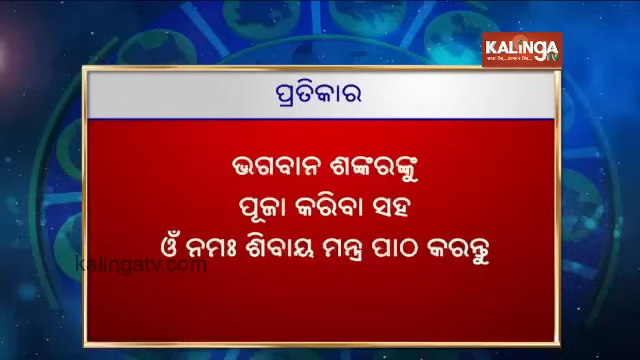 KALINGA TV
ପ୍ରତିକାର
ଭଗବାନ ଶଙ୍କରଙ୍କୁ
ପୂଜା କରିବା ସହ
ଓଁ ନମଃ ଶିବାୟ ମନ୍ତ୍ର ପାଠ କରନ୍ତୁ
kalingatv.com